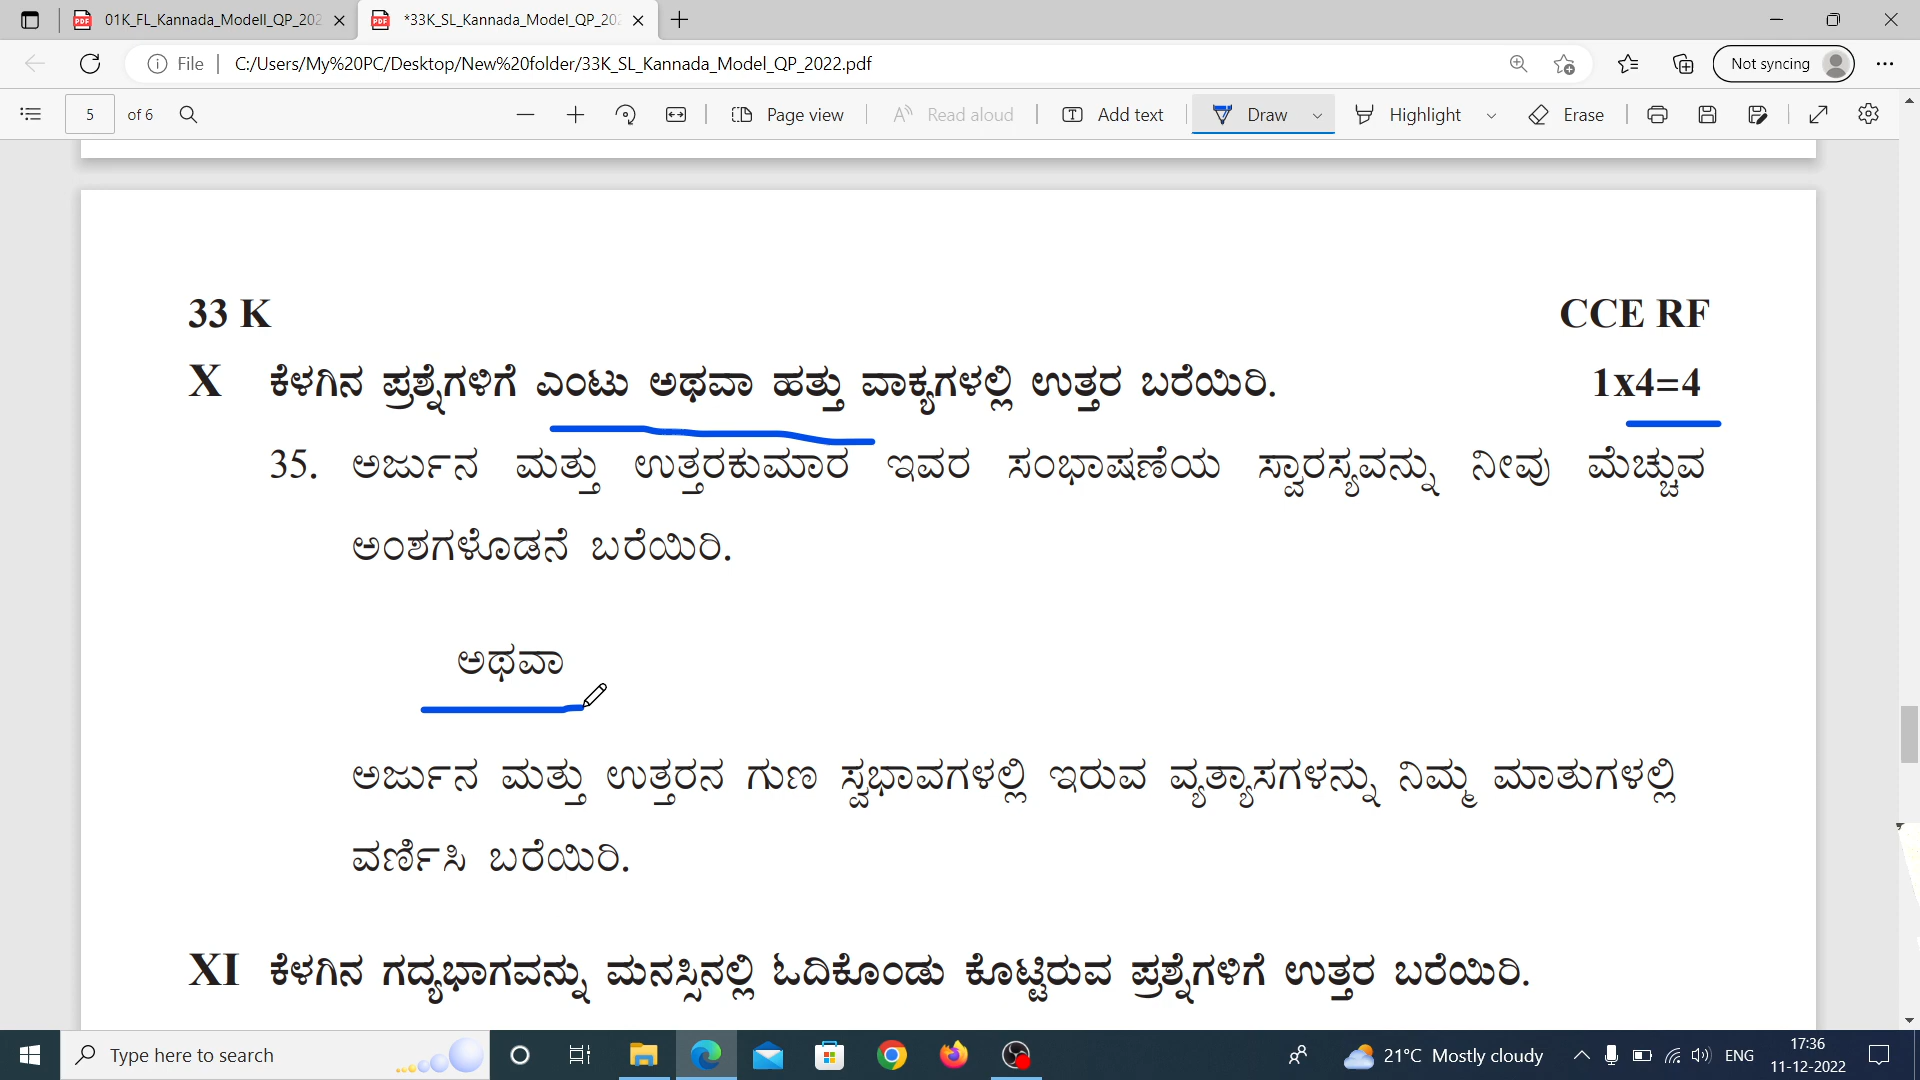 01K_FL_Kannada_Modell_QP_202
*33K_SL_Kannada_Model_QP_202
File
C:/Users/My%20PC/Desktop/New%20folder/33K_SL_Kannada_Model_QP_2022.pdf
Not syncing
5 of 6
Page view
Read aloud
Add text
Draw
Highlight
Erase
33 K
CCE RF
X ಕೆಳಗಿನ ಪ್ರಶ್ನೆಗಳಿಗೆ ಎಂಟು ಅಥವಾ ಹತ್ತು ವಾಕ್ಯಗಳಲ್ಲಿ ಉತ್ತರ ಬರೆಯಿರಿ. 1x4=4
35. ಅರ್ಜುನ ಮತ್ತು ಉತ್ತರಕುಮಾರ ಇವರ ಸಂಭಾಷಣೆಯ ಸ್ವಾರಸ್ಯವನ್ನು ನೀವು ಮೆಚ್ಚುವ
ಅಂಶಗಳೊಡನೆ ಬರೆಯಿರಿ.
ಅಥವಾ
ಅರ್ಜುನ ಮತ್ತು ಉತ್ತರನ ಗುಣ ಸ್ವಭಾವಗಳಲ್ಲಿ ಇರುವ ವ್ಯತ್ಯಾಸಗಳನ್ನು ನಿಮ್ಮ ಮಾತುಗಳಲ್ಲಿ
ವರ್ಣಿಸಿ ಬರೆಯಿರಿ.
XI ಕೆಳಗಿನ ಗದ್ಯಭಾಗವನ್ನು ಮನಸ್ಸಿನಲ್ಲಿ ಓದಿಕೊಂಡು ಕೊಟ್ಟಿರುವ ಪ್ರಶ್ನೆಗಳಿಗೆ ಉತ್ತರ ಬರೆಯಿರಿ.
Type here to search
21°C Mostly cloudy
ENG
17:36
11-12-2022